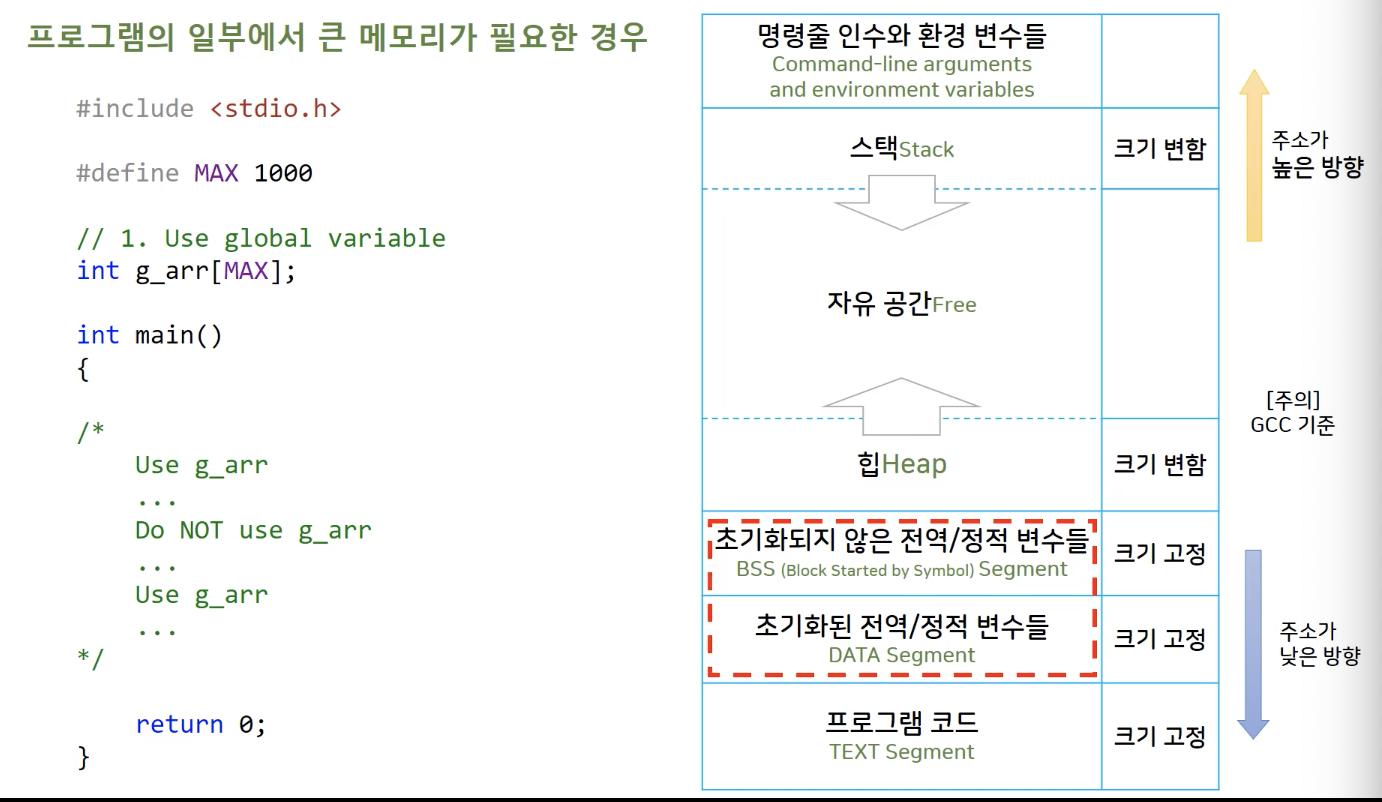 프로그램의 일부에서 큰 메모리가 필요한 경우
#include <stdio.h>
#define MAX 1000
// 1. Use global variable
int g_arr[MAX];
int main()
{
/*
Use g_arr
...
Do NOT use g_arr
...
Use g_arr
...
*/
return 0;
}
명령줄 인수와 환경 변수들
Command-line arguments
and environment variables
스택Stack
크기 변함
자유 공간Free
힙Heap
크기 변함
초기화되지 않은 전역/정적 변수들
BSS (Block Started by Symbol) Segment
크기 고정
초기화된 전역/정적 변수들
DATA Segment
크기 고정
프로그램 코드
TEXT Segment
크기 고정
주소가
높은 방향
[주의]
GCC 기준
주소가
낮은 방향